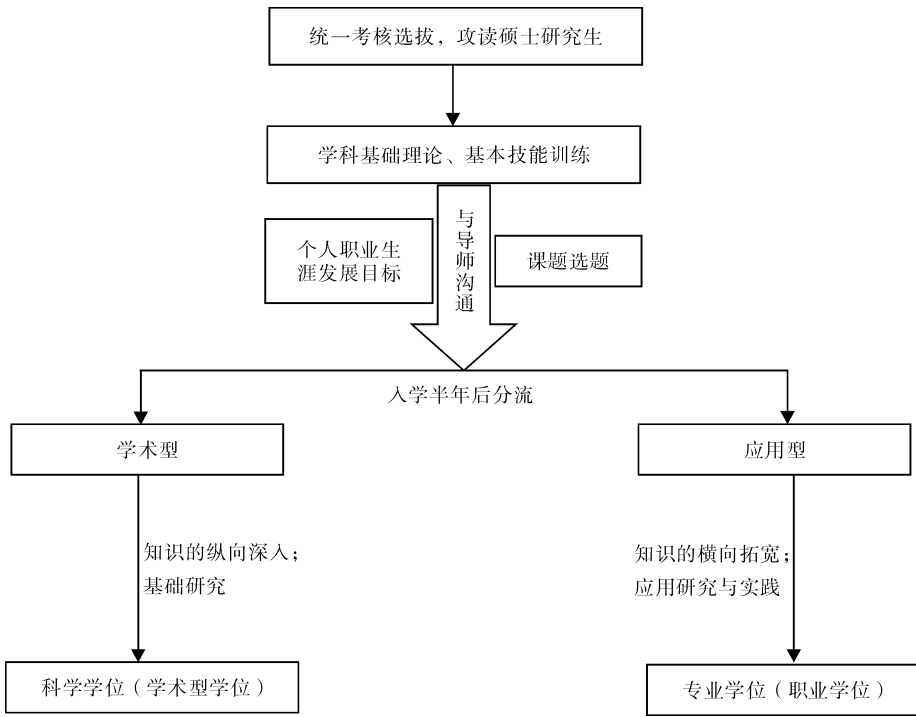 统一考核选拔，攻读硕士研究生
学科基础理论、基本技能训练
个人职业生
涯发展目标
与导师沟通
课题选题
入学半年后分流
学术型
应用型
知识的纵向深入；
基础研究
知识的横向拓宽；
应用研究与实践
科学学位（学术型学位）
专业学位（职业学位）